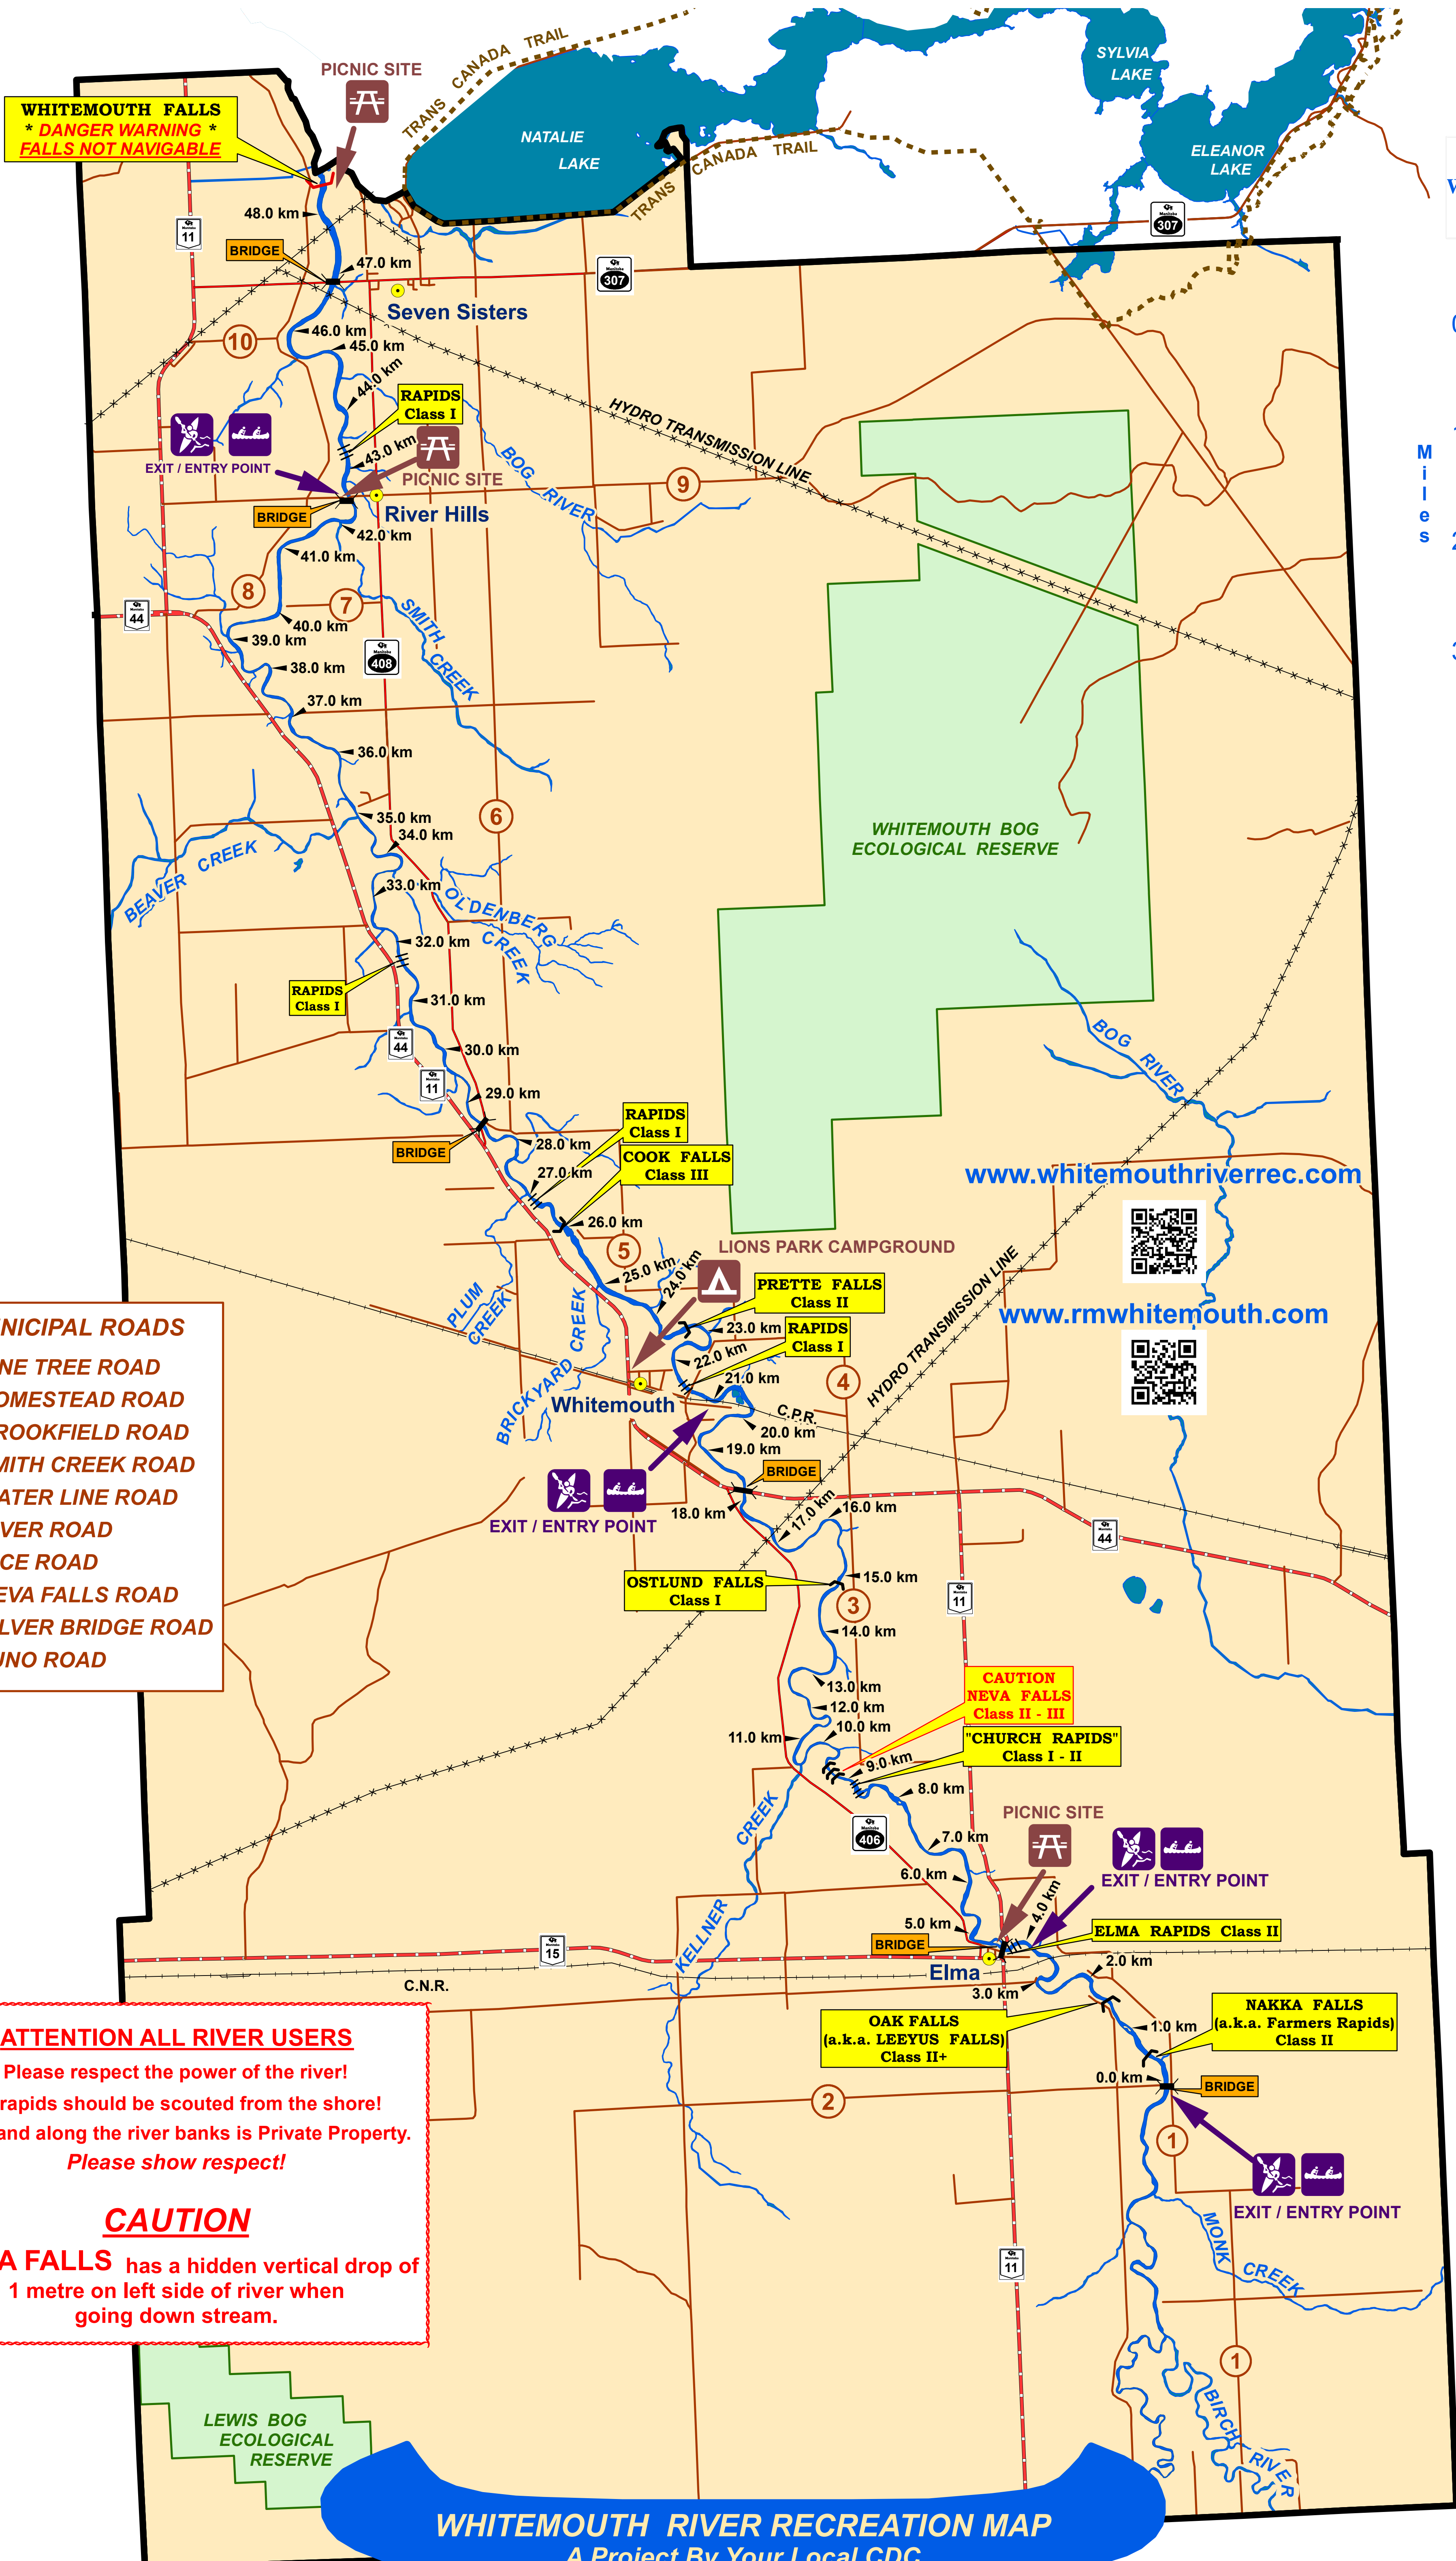 PICNIC SITE
TRANS CANADA TRAIL
SYLVIA
LAKE
WHITEMOUTH FALLS
* DANGER WARNING *
FALLS NOT NAVIGABLE
NATALIE
LAKE
TRANS CANADA TRAIL
ELEANOR
LAKE
Manitoba
307
48.0 km
Manitoba
11
BRIDGE
47.0 km
Manitoba
307
Seven Sisters
46.0 km
10
45.0 km
44.0 km
RAPIDS
Class I
HYDRO TRANSMISSION LINE
43.0 km
EXIT / ENTRY POINT
PICNIC SITE
BOG RIVER
9
Miles
BRIDGE
River Hills
42.0 km
41.0 km
8
7
SMITH CREEK
Manitoba
44
40.0 km
39.0 km
Manitoba
408
38.0 km
37.0 km
36.0 km
6
35.0 km
34.0 km
WHITEMOUTH BOG
ECOLOGICAL RESERVE
BEAVER CREEK
33.0 km
OLDENBERG
CREEK
32.0 km
RAPIDS
Class I
31.0 km
Manitoba
44
30.0 km
Manitoba
11
29.0 km
BOG RIVER
RAPIDS
Class I
BRIDGE
28.0 km
COOK FALLS
Class III
27.0 km
www.whitemouthriverrec.com
26.0 km
5
LIONS PARK CAMPGROUND
25.0 km
24.0 km
PLUM
CREEK
PRETTE FALLS
Class II
www.rmwhitemouth.com
HYDRO TRANSMISSION LINE
23.0 km
RAPIDS
Class I
22.0 km
BRICKYARD CREEK
21.0 km
4
Whitemouth
C.P.R.
20.0 km
19.0 km
BRIDGE
18.0 km
17.0 km
16.0 km
EXIT / ENTRY POINT
Manitoba
44
OSTLUND FALLS
Class I
15.0 km
3
Manitoba
11
14.0 km
NICIPAL ROADS
NE TREE ROAD
OMESTEAD ROAD
ROOKFIELD ROAD
MITH CREEK ROAD
ATER LINE ROAD
VER ROAD
CE ROAD
EVA FALLS ROAD
LVER BRIDGE ROAD
UNO ROAD
13.0 km
CAUTION
NEVA FALLS
Class II - III
12.0 km
11.0 km
10.0 km
"CHURCH RAPIDS"
Class I - II
9.0 km
8.0 km
KELLNER CREEK
PICNIC SITE
Manitoba
406
7.0 km
6.0 km
EXIT / ENTRY POINT
4.0 km
5.0 km
ELMA RAPIDS Class II
BRIDGE
Manitoba
15
Elma
C.N.R.
2.0 km
3.0 km
OAK FALLS
(a.k.a. LEEYUS FALLS)
Class II+
NAKKA FALLS
(a.k.a. Farmers Rapids)
Class II
1.0 km
0.0 km
BRIDGE
2
1
ATTENTION ALL RIVER USERS
Please respect the power of the river!
rapids should be scouted from the shore!
and along the river banks is Private Property.
Please show respect!
CAUTION
A FALLS has a hidden vertical drop of
1 metre on left side of river when
going down stream.
EXIT / ENTRY POINT
MONK CREEK
Manitoba
11
1
BIRCH RIVER
LEWIS BOG
ECOLOGICAL
RESERVE
WHITEMOUTH RIVER RECREATION MAP
A Project By Your Local CDC